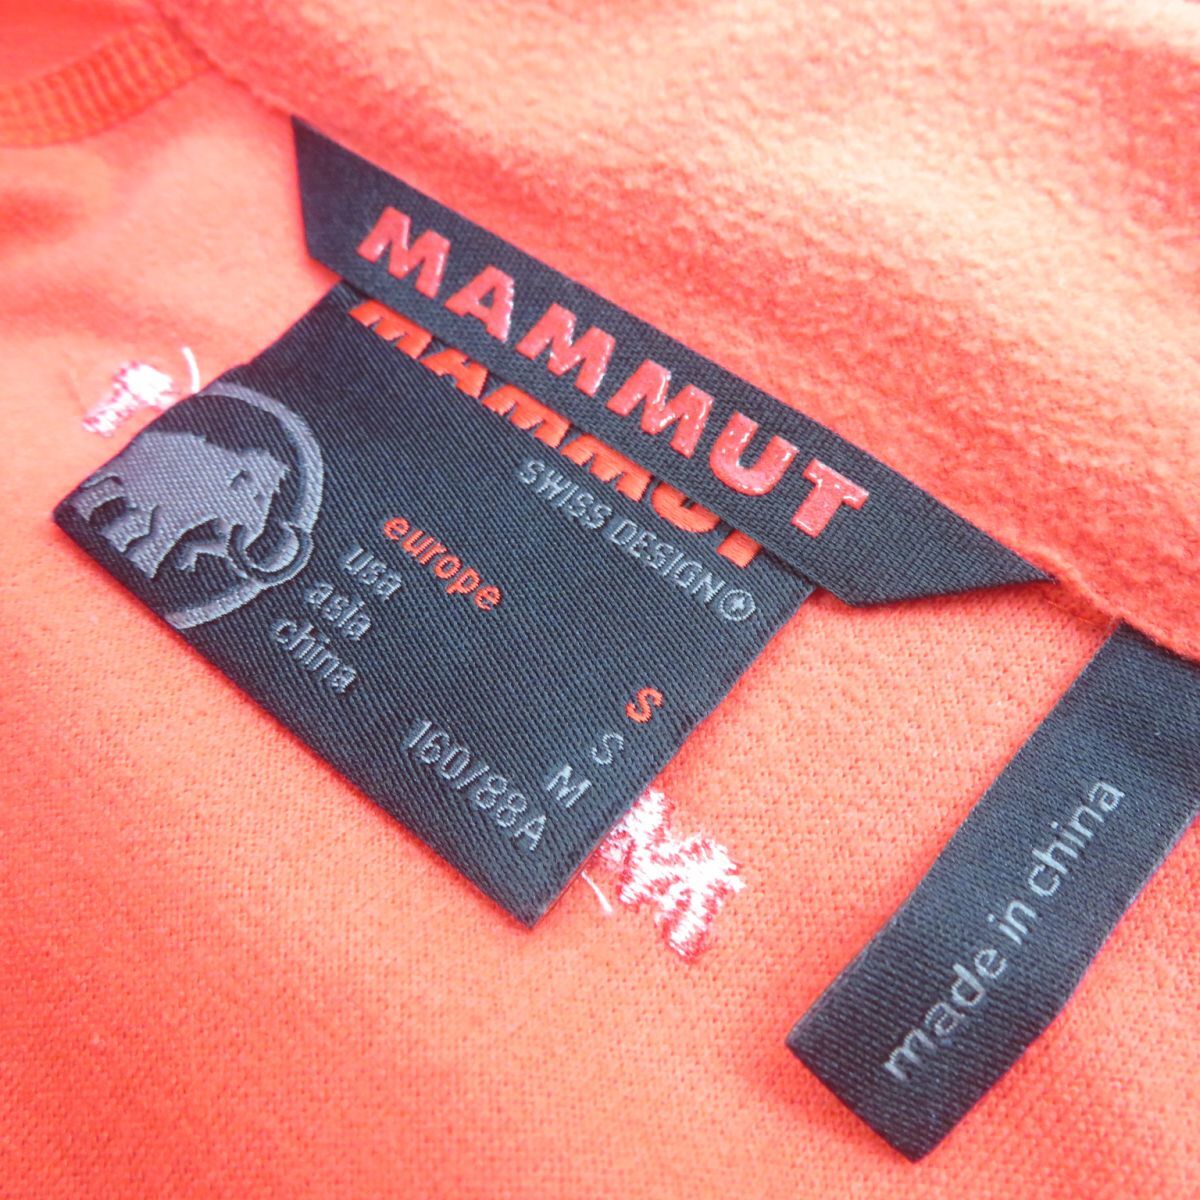 MAMMUT
MAMMUT
SWISS DESIGN®
europe S
usa S
asia M
china 160/88A
made in china